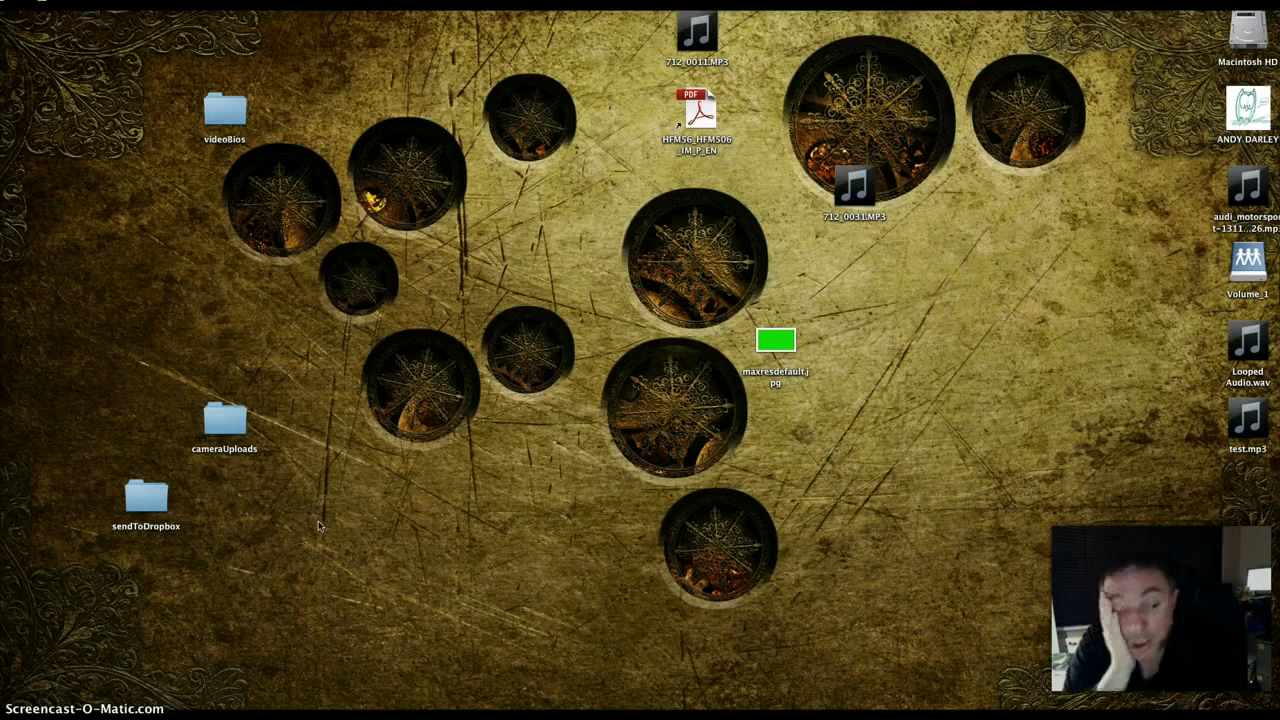 712_0011.MP3
Macintosh HD
PDF
videoBios
HFM56_HFM506
_IM_P_EN
ANDY DARLEY
712_0031.MP3
audi_motorspor
t-1311...26.mp3
Volume_1
maxresdefault.j
pg
Looped
Audio.wav
cameraUploads
test.mp3
sendToDropbox
Screencast-O-Matic.com